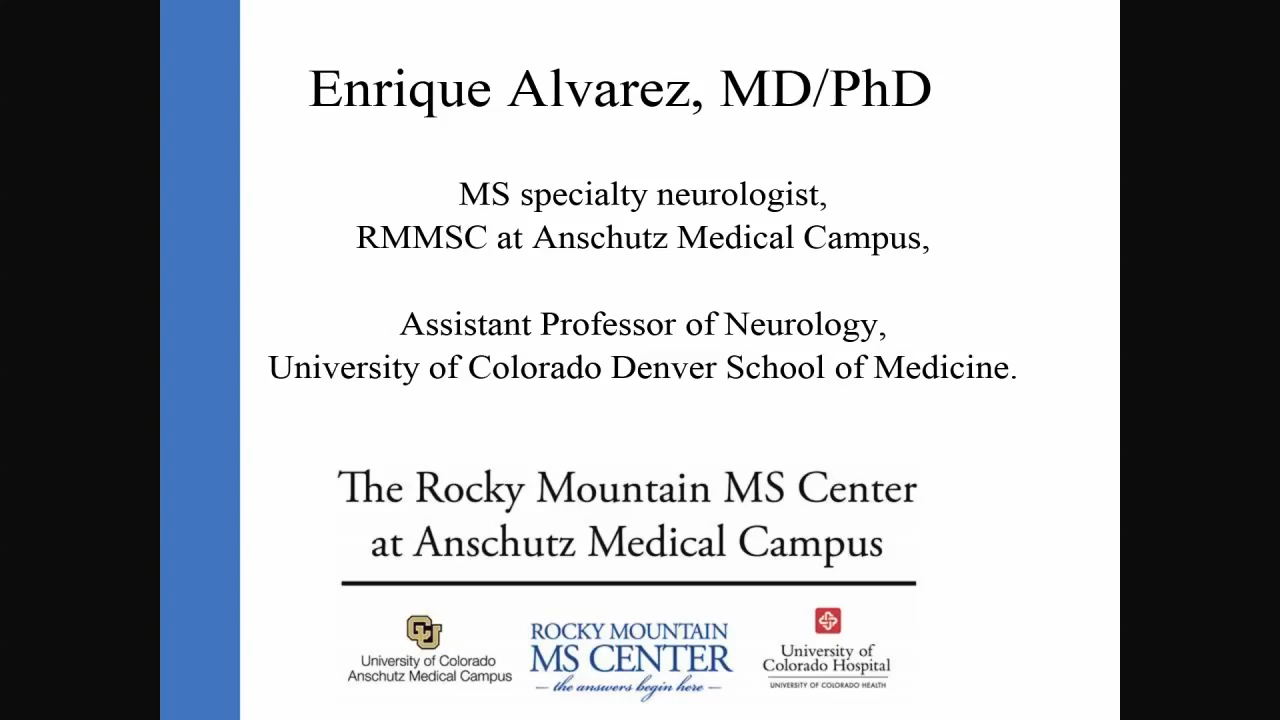 Enrique Alvarez, MD/PhD
MS specialty neurologist,
RMMSC at Anschutz Medical Campus,
Assistant Professor of Neurology,
University of Colorado Denver School of Medicine.
The Rocky Mountain MS Center
at Anschutz Medical Campus
CU
University of Colorado
Anschutz Medical Campus
ROCKY MOUNTAIN
MS CENTER
— the answers begin here —
University of
Colorado Hospital
UNIVERSITY OF COLORADO HEALTH